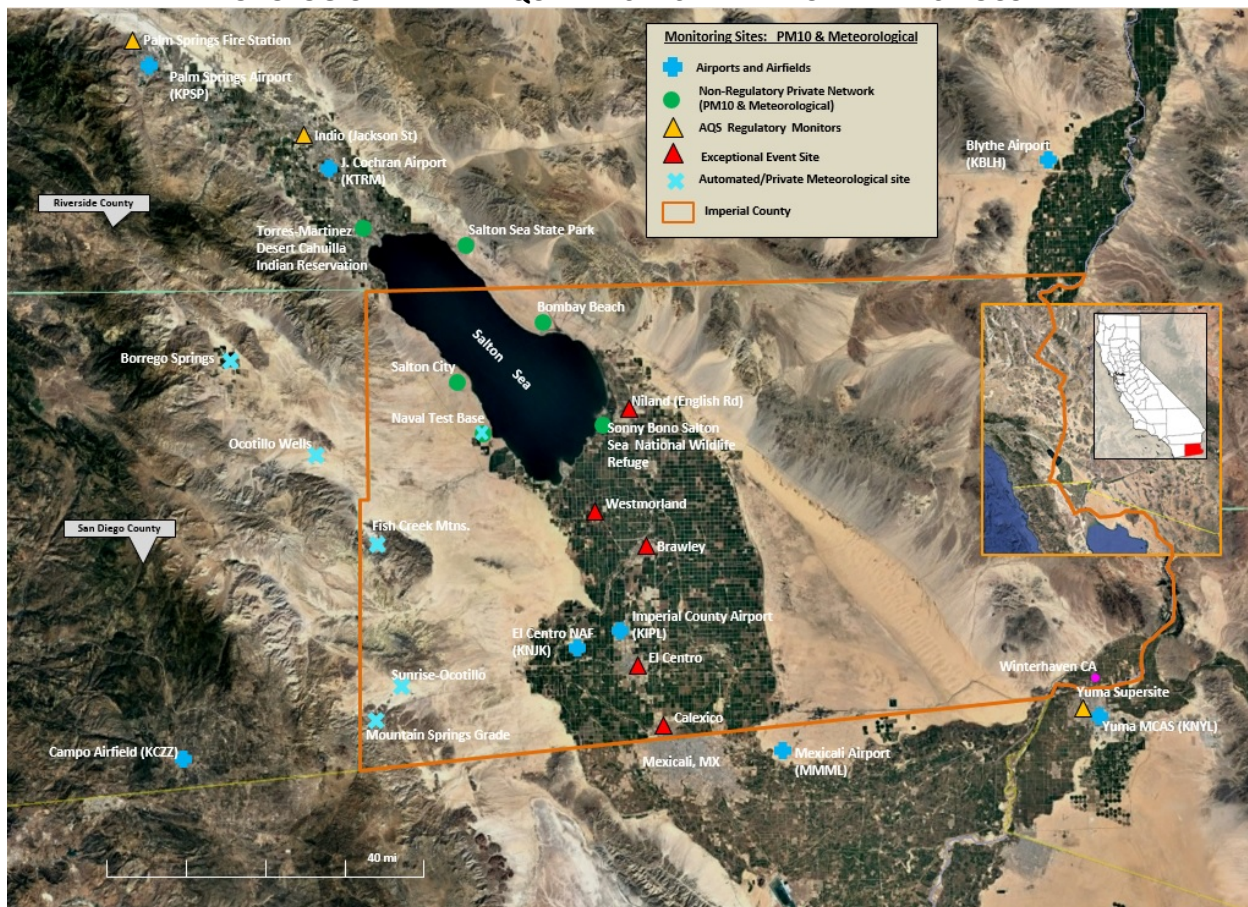 Monitoring Sites: PM10 & Meteorological
Airports and Airfields
Non-Regulatory Private Network
(PM10 & Meteorological)
AQS Regulatory Monitors
Exceptional Event Site
Automated/Private Meteorological site
Imperial County
Palm Springs Fire Station
Palm Springs Airport
(KPSP)
Indio (Jackson St)
J. Cochran Airport
(KTRM)
Blythe Airport
(KBLH)
Riverside County
Torres-Martinez
Desert Cahuilla
Indian Reservation
Salton Sea State Park
Bombay Beach
Borrego Springs
Salton Sea
Salton City
Naval Test Base
Niland (English Rd)
Sonny Bono Salton
Sea National Wildlife
Refuge
Ocotillo Wells
Westmorland
San Diego County
Fish Creek Mtns.
Brawley
Imperial County Airport
(KIPL)
El Centro NAF
(KNJK)
El Centro
Sunrise-Ocotillo
Winterhaven CA
Yuma Supersite
Calexico
Yuma MCAS (KNYL)
Mountain Springs Grade
Campo Airfield (KCZZ)
Mexicali, MX
Mexicali Airport
(MMML)
40 mi